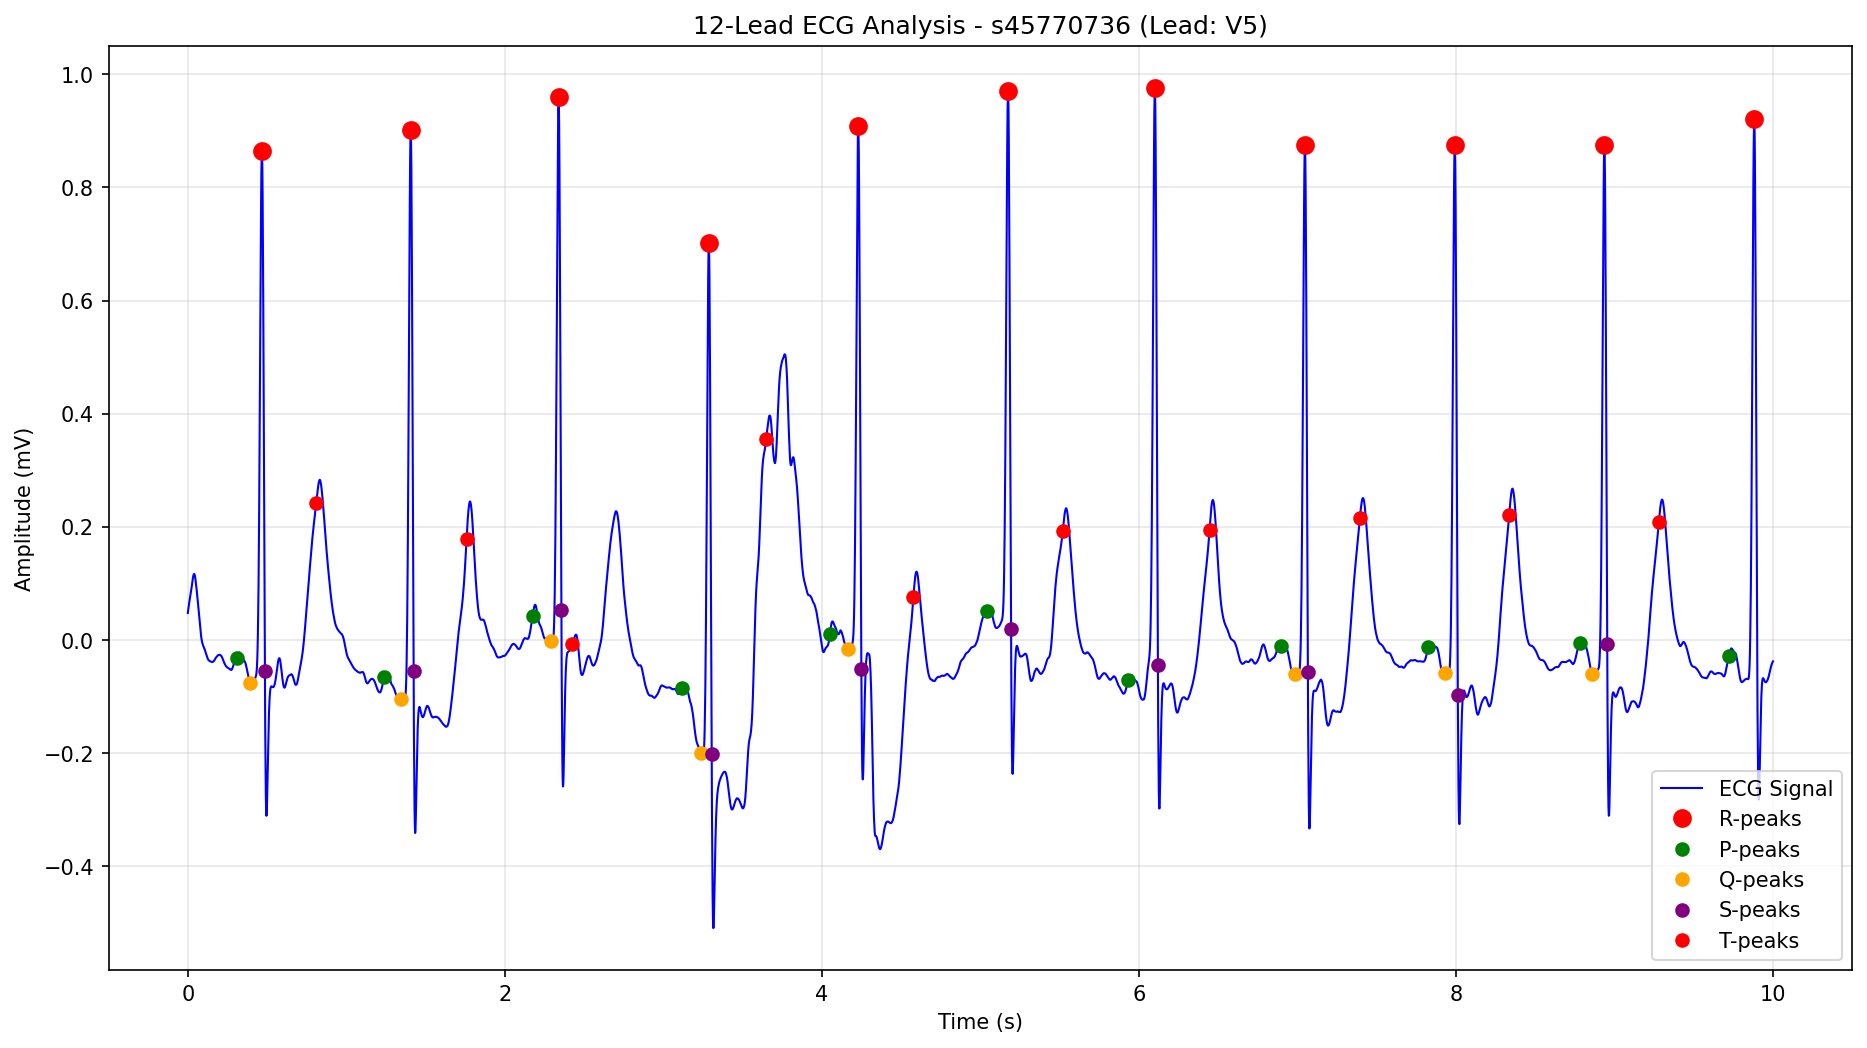 12-Lead ECG Analysis - s45770736 (Lead: V5)
Amplitude (mV)
1.0
0.8
0.6
0.4
0.2
0.0
−0.2
−0.4
0 2 4 6 8 10
Time (s)
ECG Signal
R-peaks
P-peaks
Q-peaks
S-peaks
T-peaks